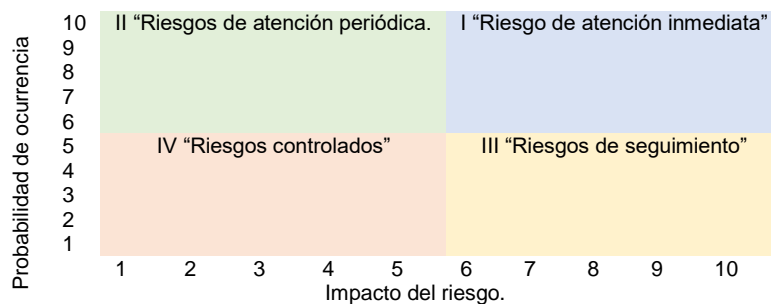 Probabilidad de ocurrencia
10 II “Riesgos de atención periódica. I “Riesgo de atención inmediata”
9
8
7
6
5 IV “Riesgos controlados” III “Riesgos de seguimiento”
4
3
2
1
1 2 3 4 5 6 7 8 9 10
Impacto del riesgo.